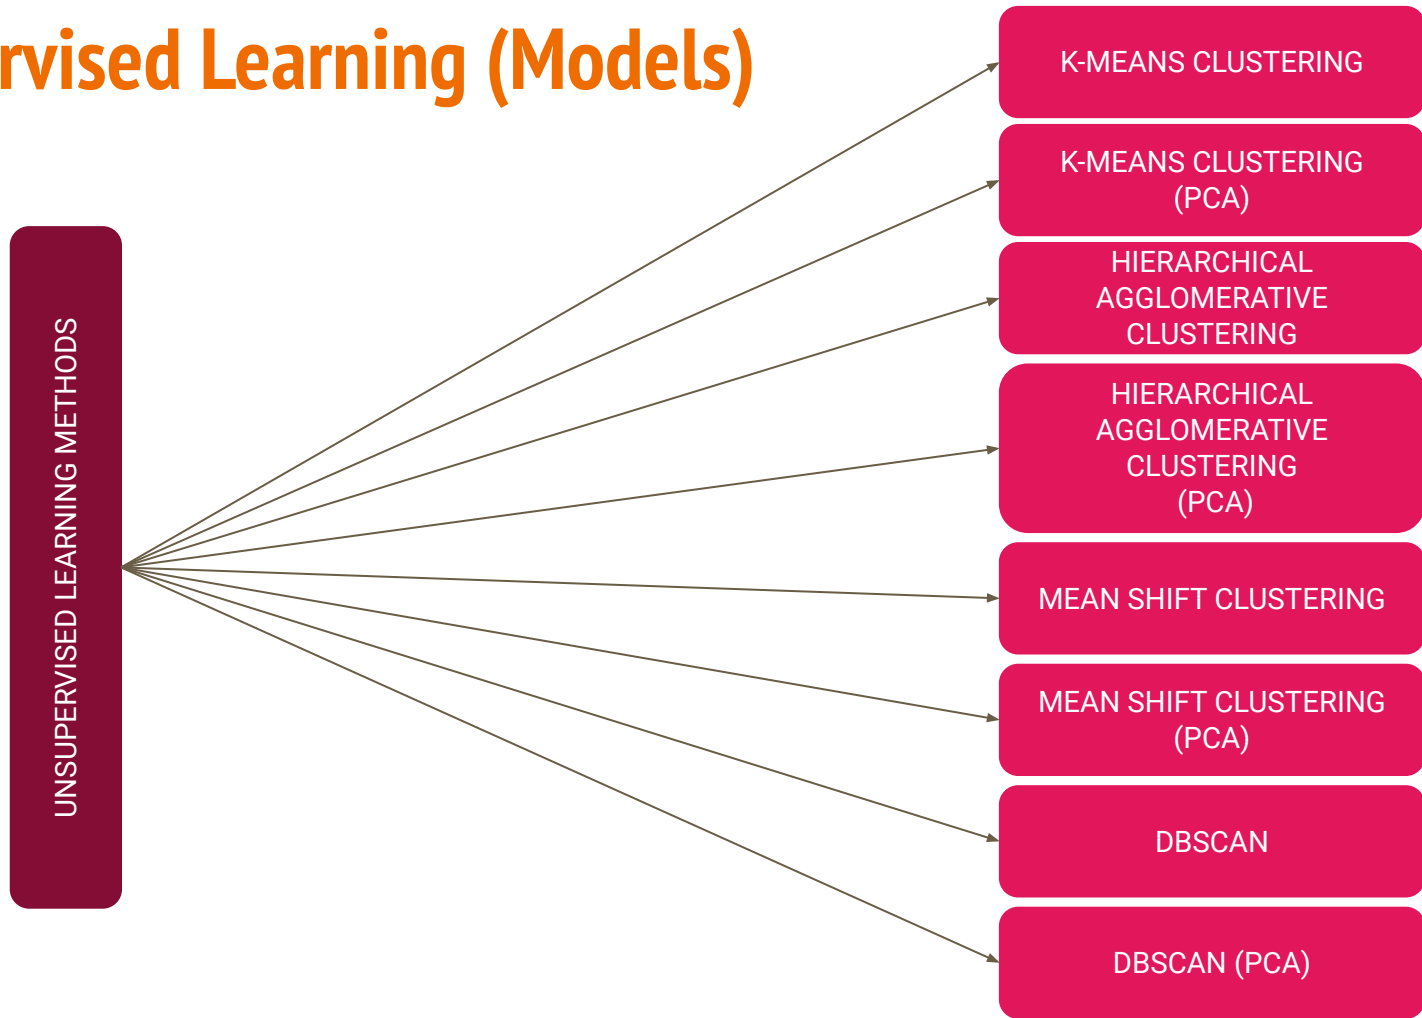 rvised Learning (Models)
UNSUPERVISED LEARNING METHODS
K-MEANS CLUSTERING
K-MEANS CLUSTERING
(PCA)
HIERARCHICAL
AGGLOMERATIVE
CLUSTERING
HIERARCHICAL
AGGLOMERATIVE
CLUSTERING
(PCA)
MEAN SHIFT CLUSTERING
MEAN SHIFT CLUSTERING
(PCA)
DBSCAN
DBSCAN (PCA)